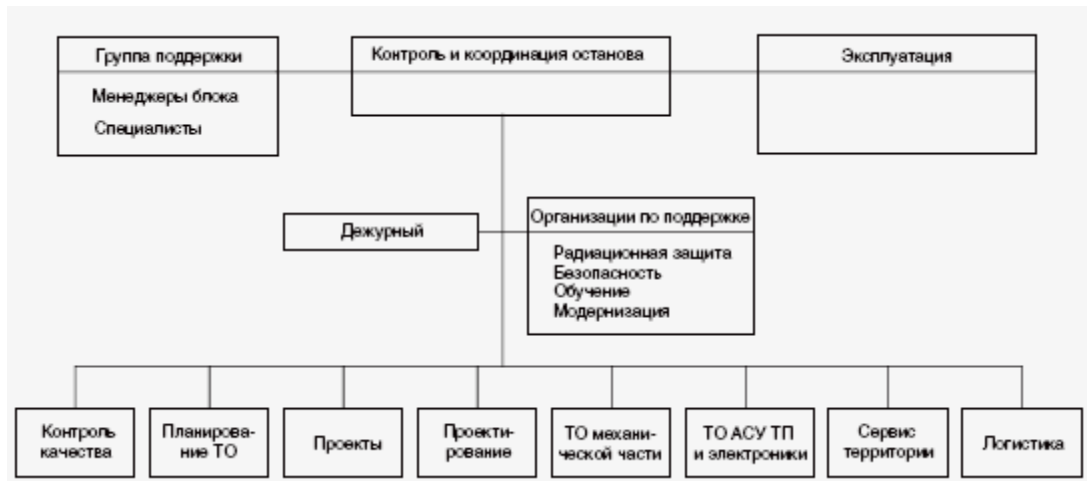 Группа поддержки
Менеджеры блока
Специалисты
Контроль и координация останова
Эксплуатация
Дежурный
Организации по поддержке
Радиационная защита
Безопасность
Обучение
Модернизация
Контроль
качества
Планирова-
ние ТО
Проекты
Проекти-
рование
ТО механи-
ческой части
ТО АСУ ТП
и электроники
Сервис
территории
Логистика